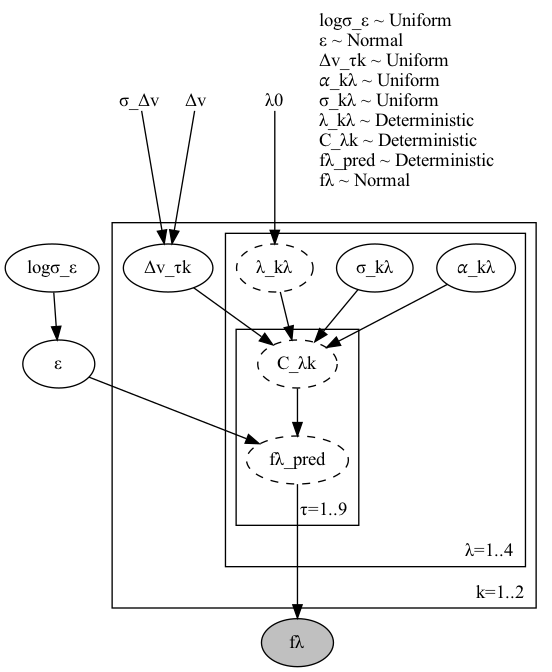 logσ_ε ~ Uniform
ε ~ Normal
Δv_τk ~ Uniform
α_kλ ~ Uniform
σ_kλ ~ Uniform
λ_kλ ~ Deterministic
C_λk ~ Deterministic
fλ_pred ~ Deterministic
fλ ~ Normal
σ_Δv
Δv
λ0
logσ_ε
Δv_τk
λ_kλ
σ_kλ
α_kλ
ε
C_λk
fλ_pred
τ=1..9
λ=1..4
k=1..2
fλ